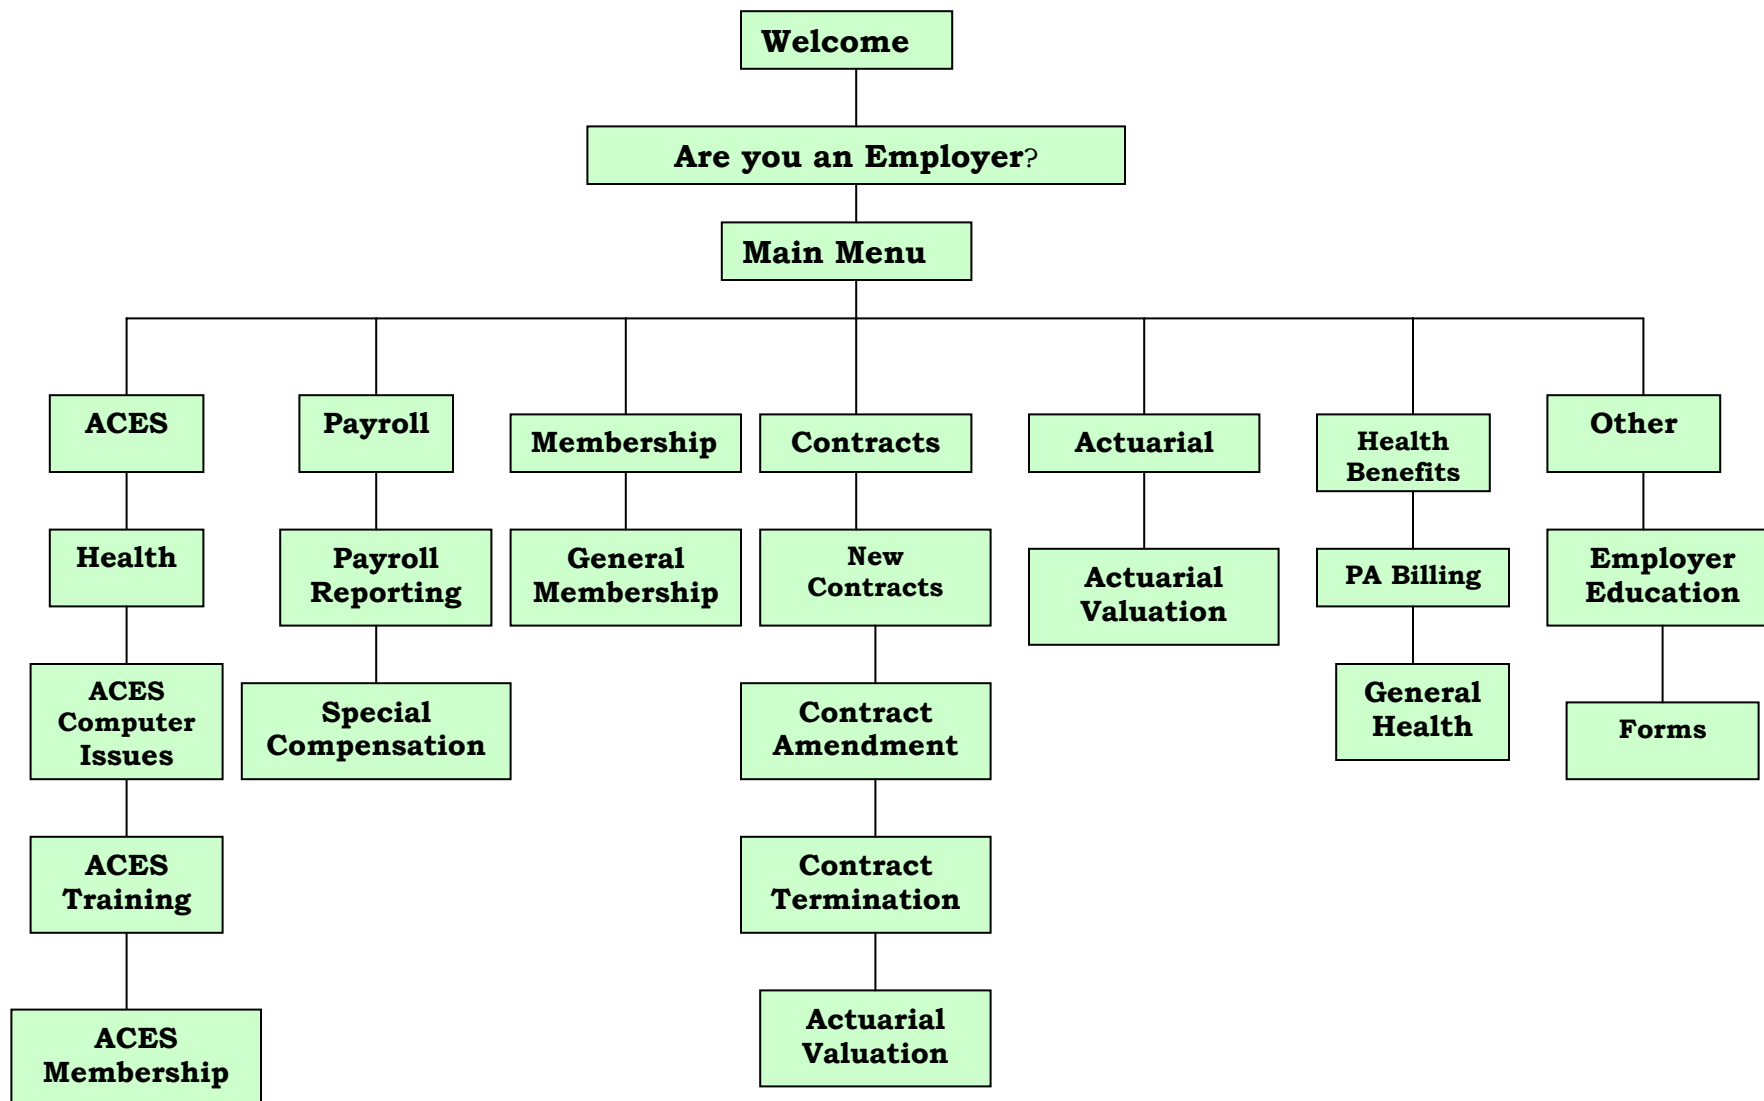 Welcome
Are you an Employer?
Main Menu
ACES
Payroll
Membership
Contracts
Actuarial
Health
Benefits
Other
Health
Payroll
Reporting
General
Membership
New
Contracts
Actuarial
Valuation
PA Billing
Employer
Education
ACES
Computer
Issues
Special
Compensation
Contract
Amendment
General
Health
Forms
ACES
Training
Contract
Termination
ACES
Membership
Actuarial
Valuation